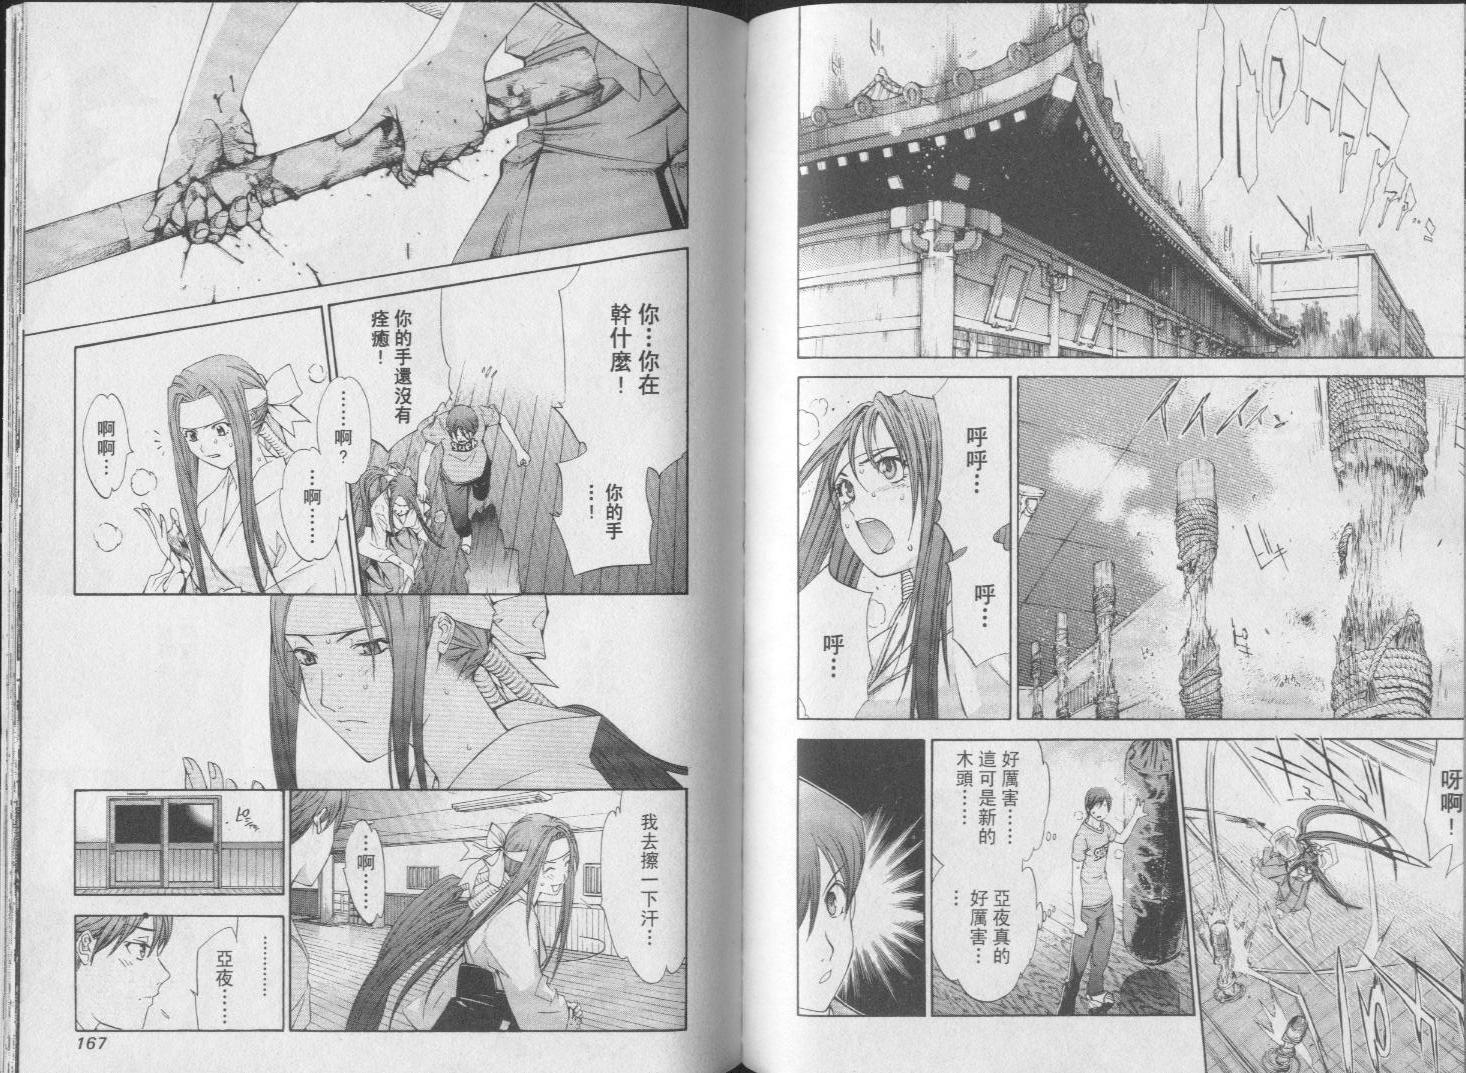 呼呼…
呼…
呼…
呀啊！
好厲害……
這可是新的
木頭……
亞夜真的
好厲害…
…
你…你在
幹什麼！
你的手
…！
你的手還沒有
痊癒！
……啊？
…啊……
啊啊…
我去擦一下汗…
…啊……
…………
亞夜……
167